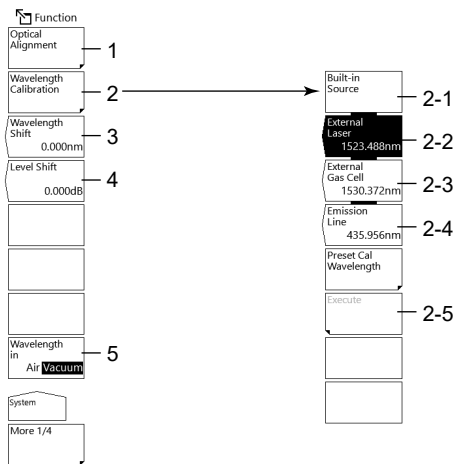 Function
Optical
Alignment
1
Wavelength
Calibration
2
Wavelength
Shift
0.000nm
3
Level Shift
0.000dB
4
Wavelength
in
Air Vacuum
5
System
More 1/4
Built-in
Source
2-1
External
Laser
1523.488nm
2-2
External
Gas Cell
1530.372nm
2-3
Emission
Line
435.956nm
2-4
Preset Cal
Wavelength
Execute
2-5